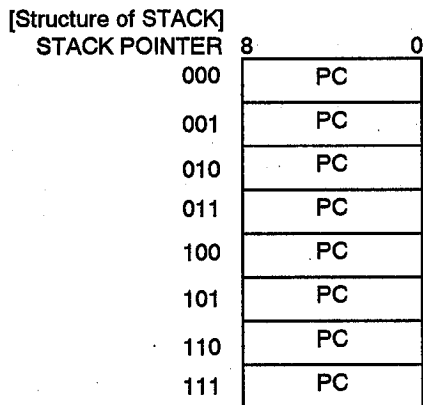 [Structure of STACK]
STACK POINTER 8 0
000 PC
001 PC
010 PC
011 PC
100 PC
101 PC
110 PC
111 PC